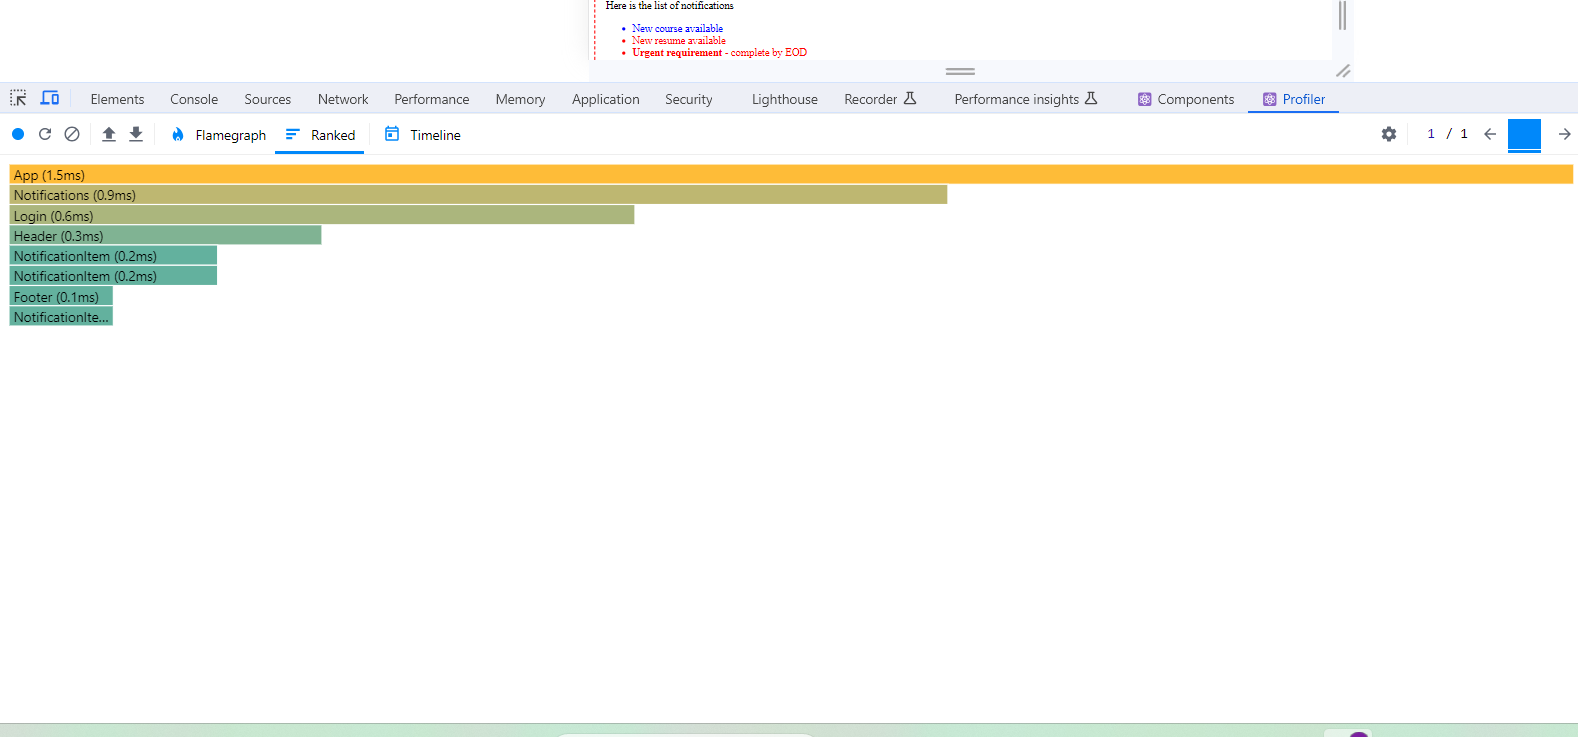 Here is the list of notifications
New course available
New resume available
Urgent requirement - complete by EOD
Elements Console Sources Network Performance Memory Application Security Lighthouse Recorder Performance insights Components Profiler
Flamegraph Ranked Timeline 1 / 1
App (1.5ms)
Notifications (0.9ms)
Login (0.6ms)
Header (0.3ms)
NotificationItem (0.2ms)
NotificationItem (0.2ms)
Footer (0.1ms)
NotificationIte...